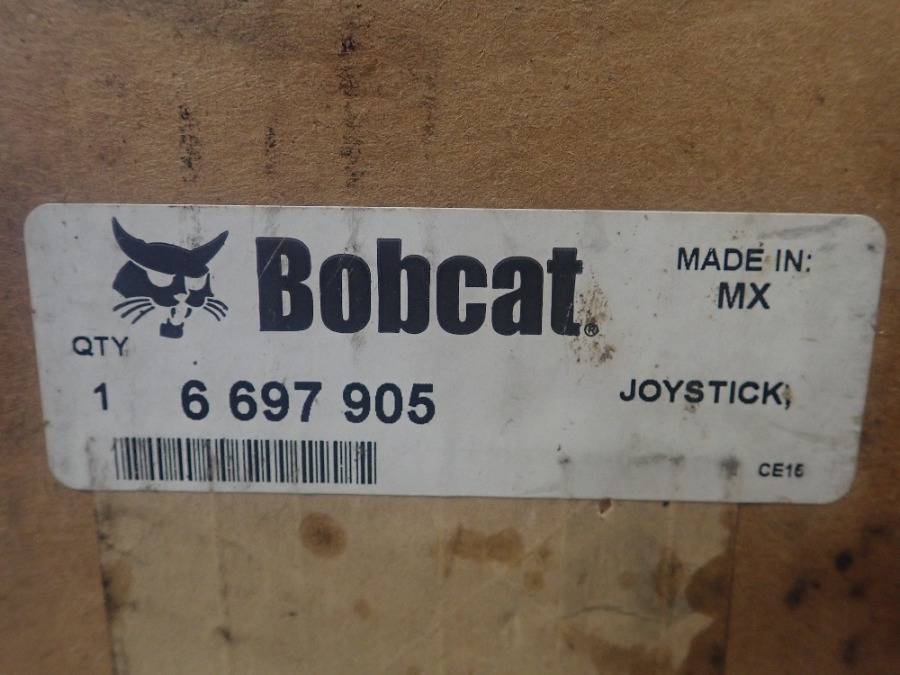 Bobcat®
MADE IN:
MX
QTY
1 6 697 905
JOYSTICK,
CE15